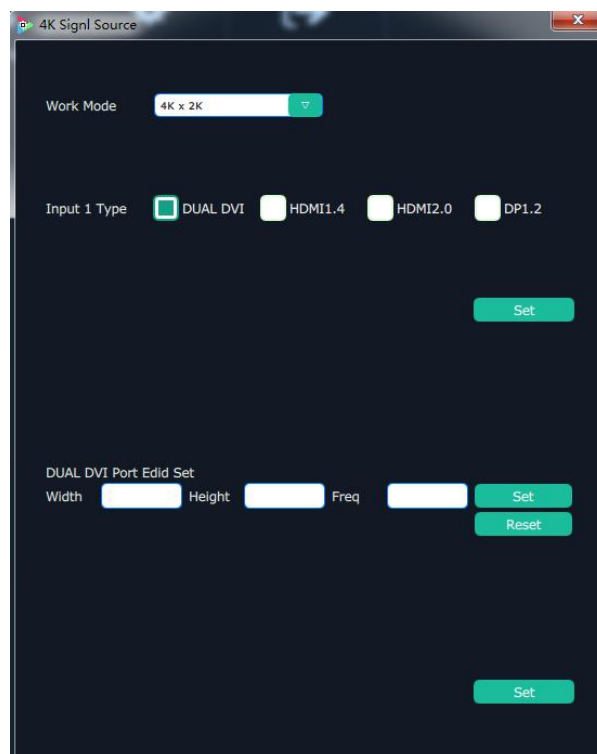 4K Signl Source
Work Mode 4K x 2K
Input 1 Type DUAL DVI HDMI1.4 HDMI2.0 DP1.2
Set
DUAL DVI Port Edid Set
Width Height Freq Set
Reset
Set